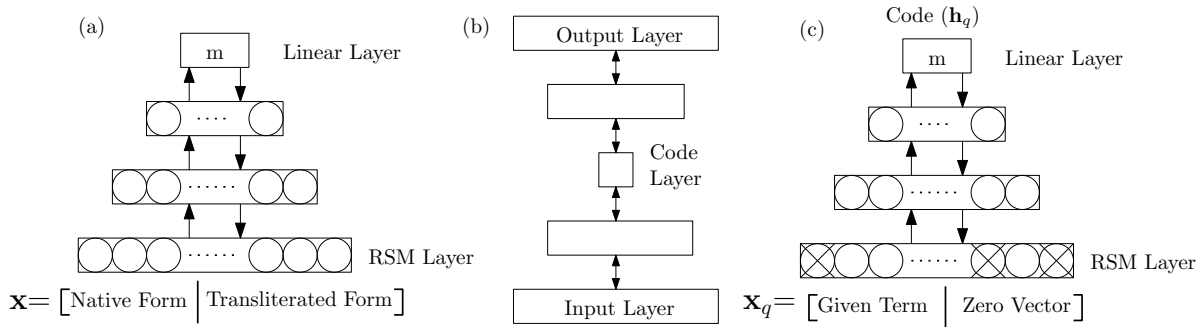 (a)
m
Linear Layer
....
......
......
RSM Layer
x= [Native Form | Transliterated Form]
(b)
Output Layer
Code
Layer
Input Layer
(c)
Code (h_q)
m
Linear Layer
....
......
......
RSM Layer
x_q= [Given Term | Zero Vector]